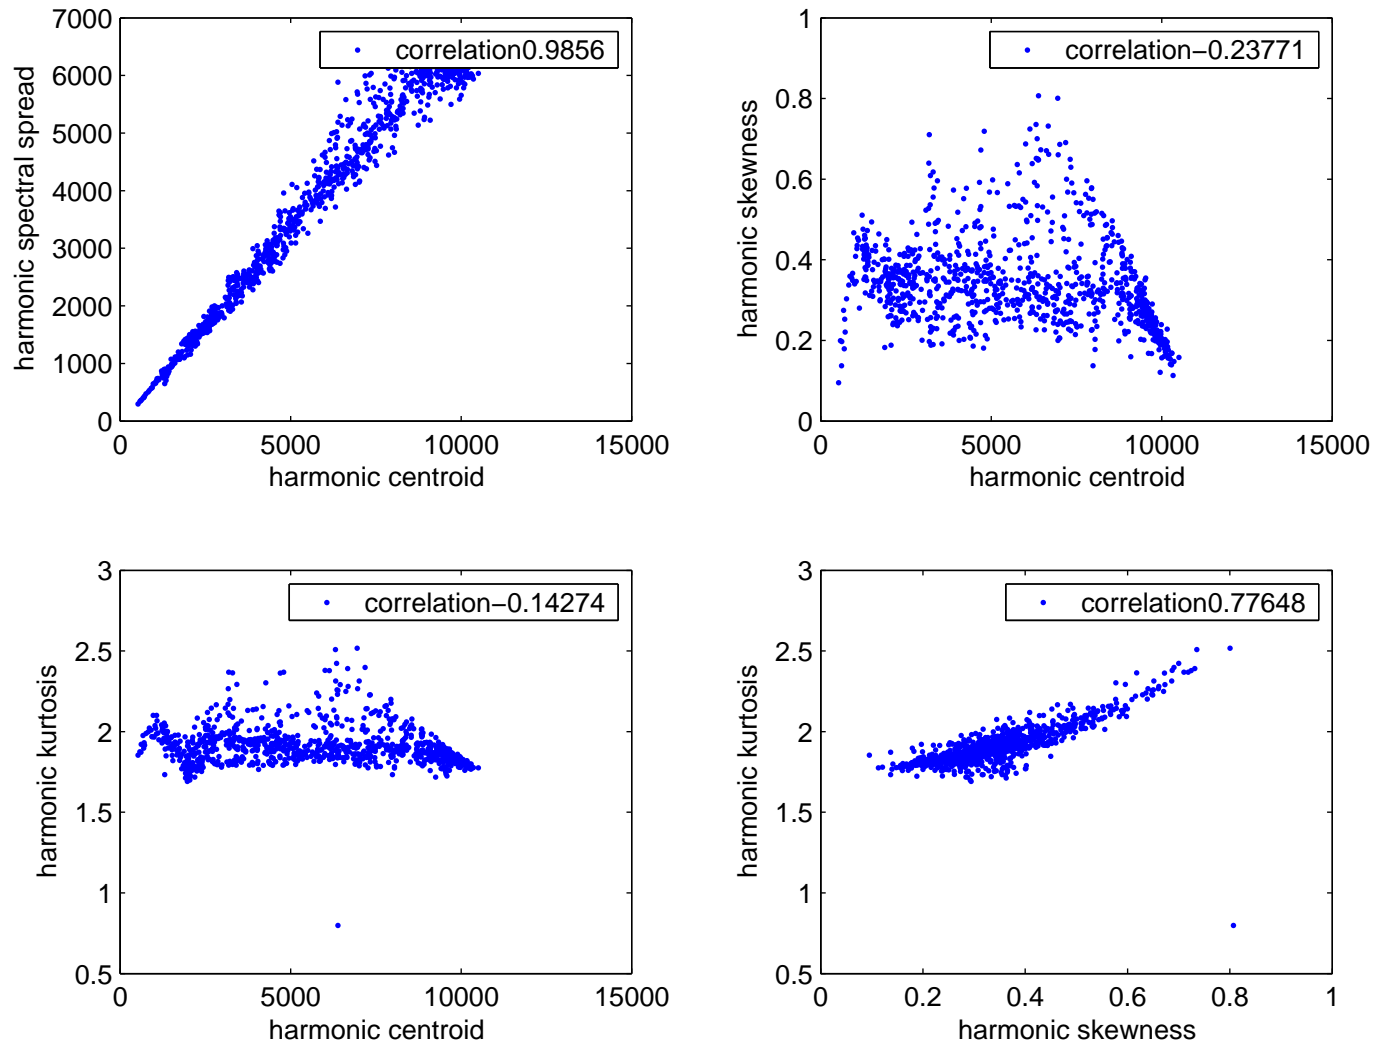 7000
6000
5000
4000
3000
2000
1000
0
harmonic spectral spread
correlation0.9856
0 5000 10000 15000
harmonic centroid
1
0.8
0.6
0.4
0.2
0
harmonic skewness
correlation−0.23771
0 5000 10000 15000
harmonic centroid
3
2.5
2
1.5
1
0.5
harmonic kurtosis
correlation−0.14274
0 5000 10000 15000
harmonic centroid
3
2.5
2
1.5
1
0.5
harmonic kurtosis
correlation0.77648
0 0.2 0.4 0.6 0.8 1
harmonic skewness